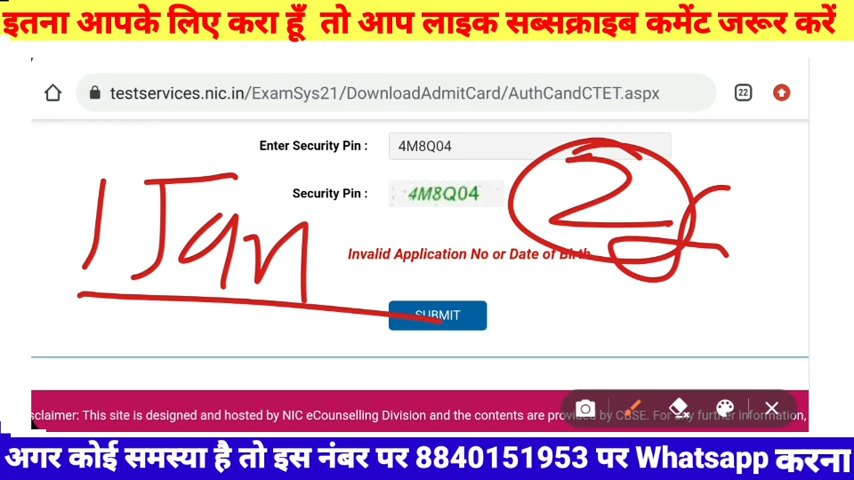 इतना आपके लिए करा हूँ तो आप लाइक सब्सक्राइब कमेंट जरूर करें
testservices.nic.in/ExamSys21/DownloadAdmitCard/AuthCandCTET.aspx
22
Enter Security Pin : 4M8Q04
Security Pin : 4M8Q04
1 Jan
2
Invalid Application No or Date of Birth
SUBMIT
sclaimer: This site is designed and hosted by NIC eCounselling Division and the contents are provided by CBSE. For any further information,
अगर कोई समस्या है तो इस नंबर पर 8840151953 पर Whatsapp करना